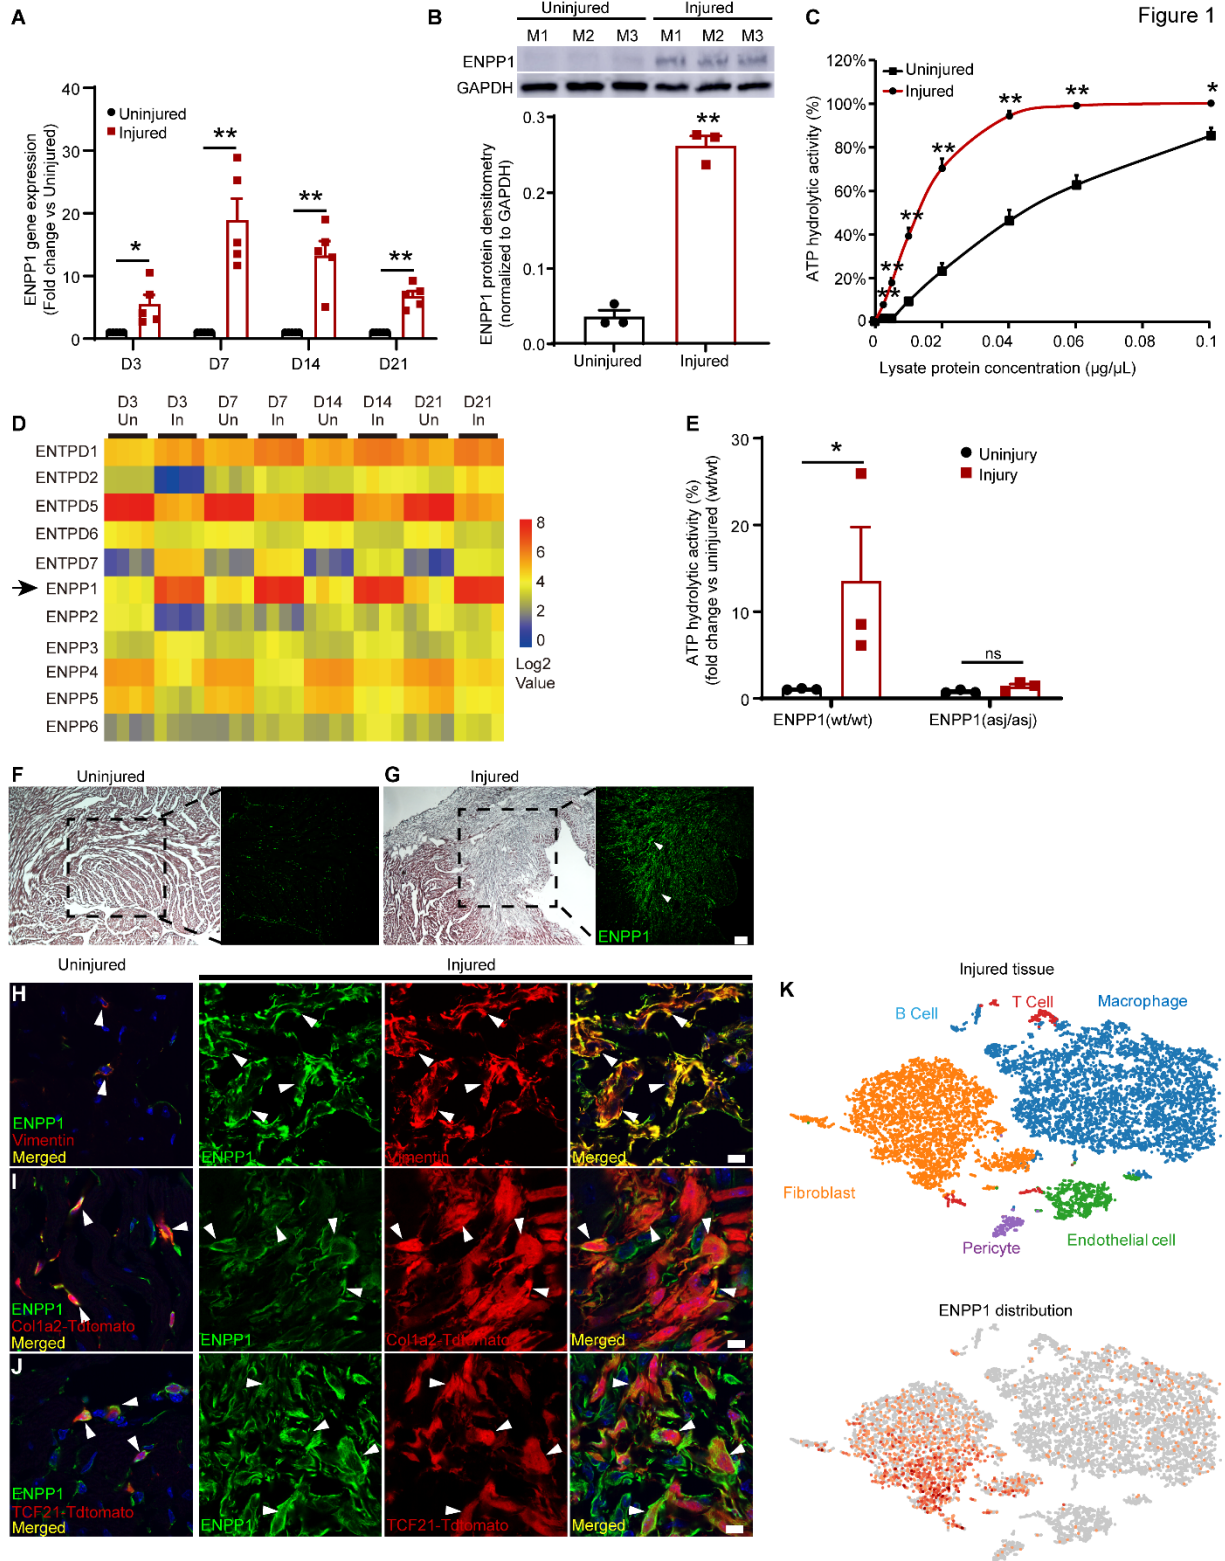 Figure 1
A
Uninjured
Injured
ENPP1 gene expression
(Fold change vs Uninjured)
40
30
20
10
0
*
**
**
**
D3 D7 D14 D21
B
Uninjured Injured
M1 M2 M3 M1 M2 M3
ENPP1
GAPDH
ENPP1 protein densitometry
(normalized to GAPDH)
0.3
0.2
0.1
0.0
**
Uninjured Injured
C
Uninjured
Injured
ATP hydrolytic activity (%)
120%
100%
80%
60%
40%
20%
0
**
**
**
**
**
**
*
0 0.02 0.04 0.06 0.1
Lysate protein concentration (µg/µL)
D
D3 D3 D7 D7 D14 D14 D21 D21
Un In Un In Un In Un In
ENTPD1
ENTPD2
ENTPD5
ENTPD6
ENTPD7
ENPP1
ENPP2
ENPP3
ENPP4
ENPP5
ENPP6
8
6
4
2
0
Log2
Value
E
ATP hydrolytic activity (%)
(fold change vs uninjured (wt/wt)
30
20
10
0
Uninjury
Injury
*
ns
ENPP1(wt/wt) ENPP1(asj/asj)
F
Uninjured
G
Injured
ENPP1
Uninjured Injured
H
ENPP1
Vimentin
Merged
ENPP1
Vimentin
Merged
I
ENPP1
Col1a2-Tdtomato
Merged
ENPP1
Col1a2-Tdtomato
Merged
J
ENPP1
TCF21-Tdtomato
Merged
ENPP1
TCF21-Tdtomato
Merged
K
Injured tissue
B Cell
T Cell
Macrophage
Fibroblast
Pericyte
Endothelial cell
ENPP1 distribution